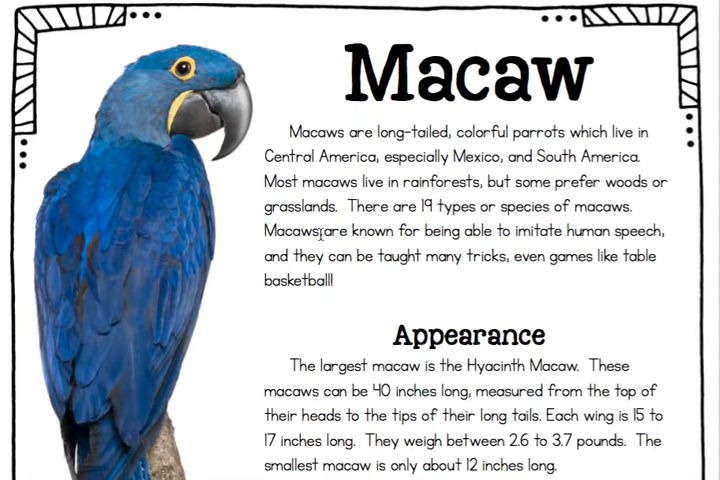 Macaw
Macaws are long-tailed, colorful parrots which live in
Central America, especially Mexico, and South America.
Most macaws live in rainforests, but some prefer woods or
grasslands. There are 19 types or species of macaws.
Macaws are known for being able to imitate human speech,
and they can be taught many tricks, even games like table
basketball!
Appearance
The largest macaw is the Hyacinth Macaw. These
macaws can be 40 inches long, measured from the top of
their heads to the tips of their long tails. Each wing is 15 to
17 inches long. They weigh between 2.6 to 3.7 pounds. The
smallest macaw is only about 12 inches long.